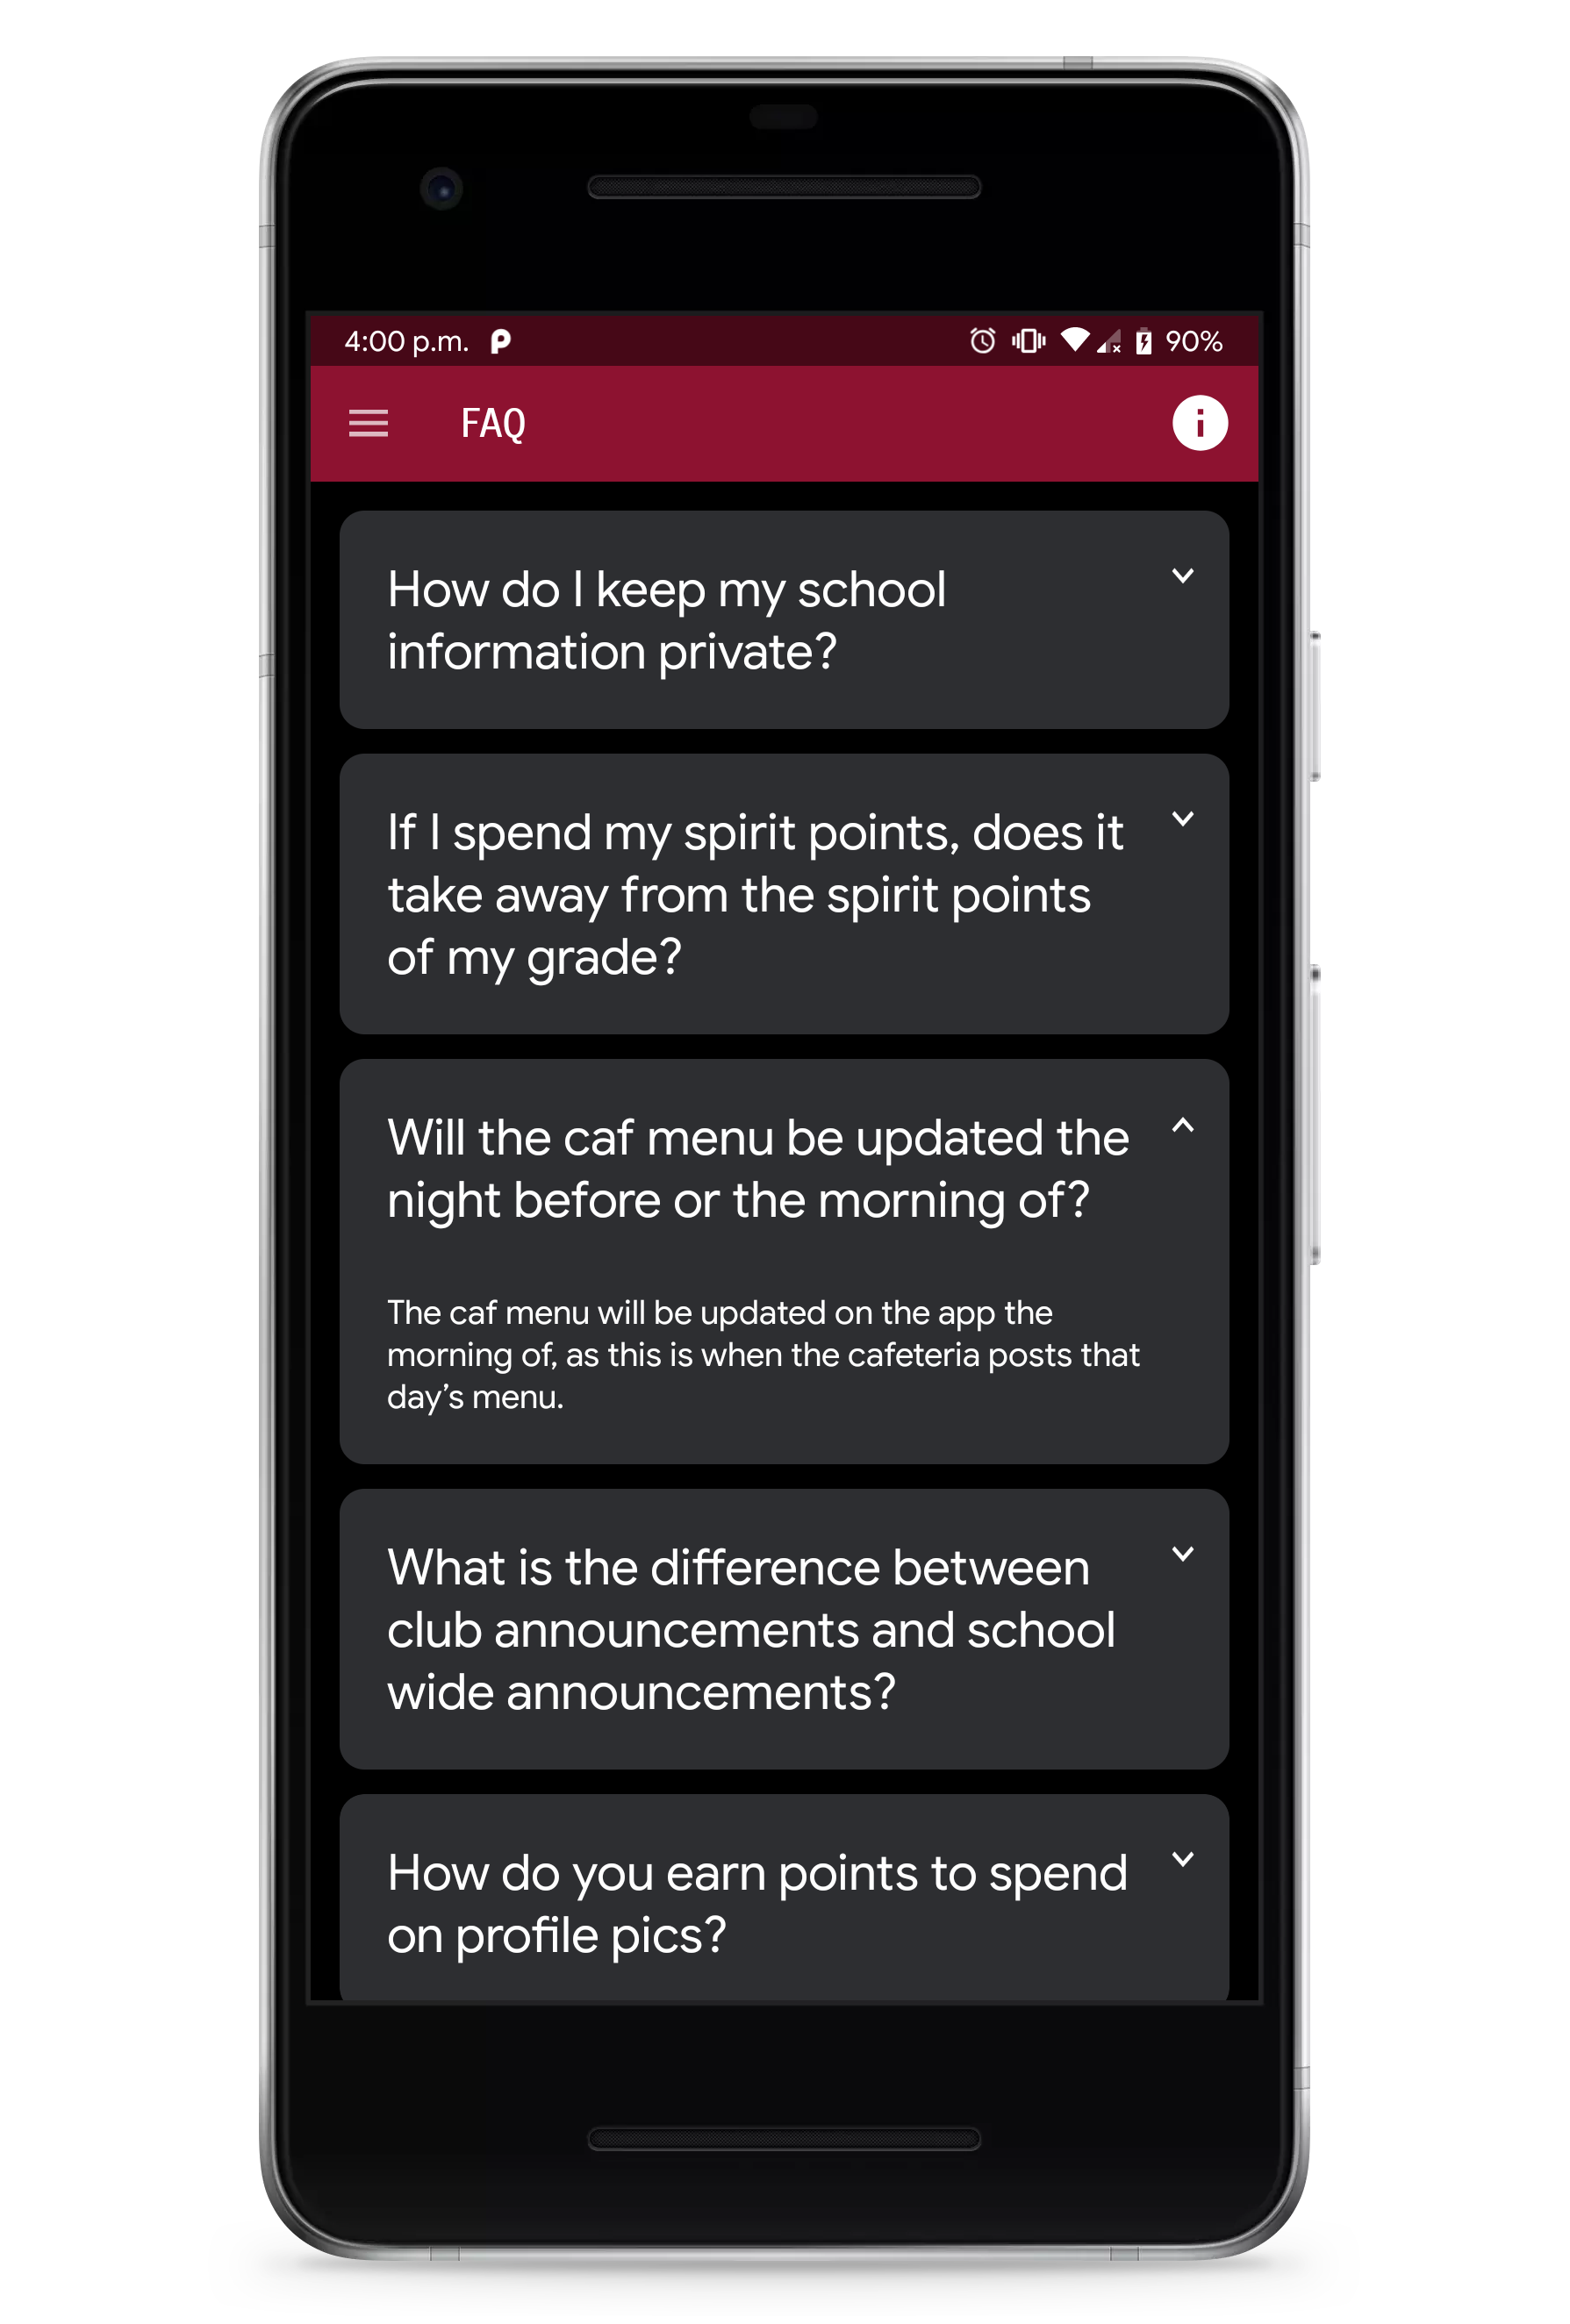 4:00 p.m.
90%
FAQ
How do I keep my school
information private?
If I spend my spirit points, does it
take away from the spirit points
of my grade?
Will the caf menu be updated the
night before or the morning of?
The caf menu will be updated on the app the
morning of, as this is when the cafeteria posts that
day’s menu.
What is the difference between
club announcements and school
wide announcements?
How do you earn points to spend
on profile pics?